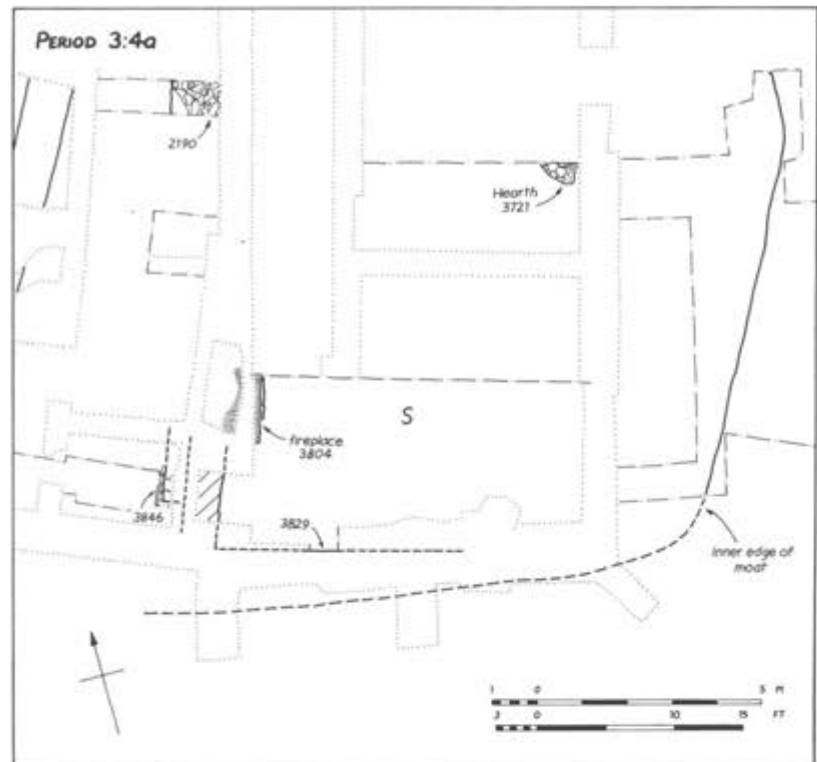 PERIOD 3:4a
2190
Hearth
3721
S
fireplace
3804
3846
3829
inner edge of
moat
1 0 5 M
3 0 10 15 FT